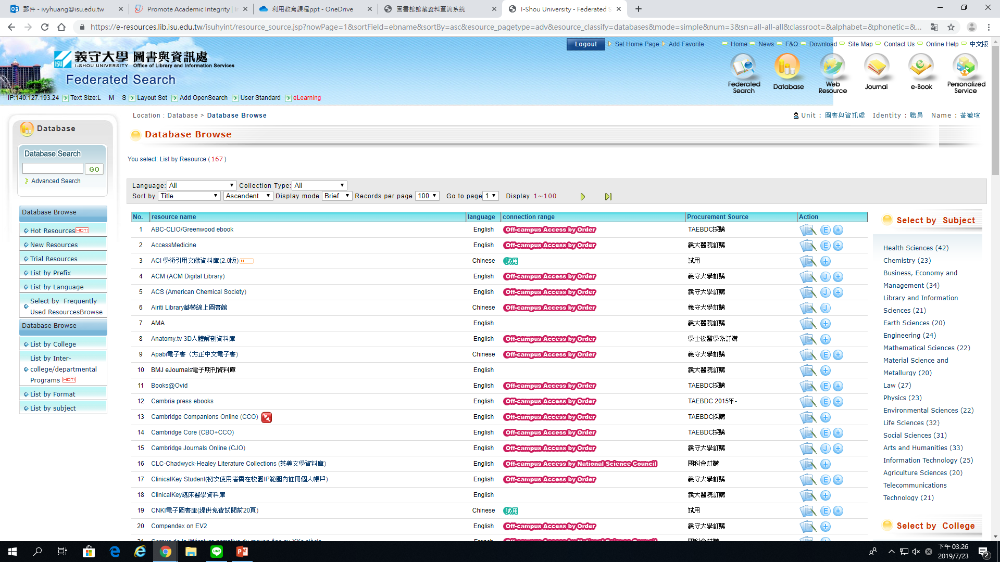 郵件 - ivyhuang@isu.edu.tw
Promote Academic Integrity | In
利用教育課程ppt - OneDrive
圖書館館藏資料查詢系統
I-Shou University - Federated S
https://e-resources.lib.isu.edu.tw/isuhyint/resource_source.jsp?nowPage=1&sortField=ebname&sortBy=asc&esource_pagetype=adv&esource_classify=databases&mode=simple&num=3&sn=all-all-all&classroot=&alphabet=&phonetic=&...
Logout Set Home Page Add Favorite Home News F&Q Download Site Map Contact Us Online Help 中文版
ISU 義守大學 圖書與資訊處
I-SHOU UNIVERSITY Office of Library and Information Services
Federated Search
Federated Search
Database
Web Resource
Journal
e-Book
Personalized Service
IP:140.127.193.24 Text Size:L M S Layout Set Add OpenSearch User Standard eLearning
Location : Database > Database Browse
Unit : 圖書與資訊處 Identity : 職員 Name : 黃毓瑄
Database
Database Search
GO
Advanced Search
Database Browse
Hot Resources HOT!
New Resources
Trial Resources
List by Prefix
List by Language
Select by Frequently
Used ResourcesBrowse
Database Browse
List by College
List by Inter-
college/departmental
Programs HOT!
List by Format
List by subject
Database Browse
You select: List by Resource ( 167 )
Language: All Collection Type: All
Sort by Title Ascendent Display mode Brief Records per page 100 Go to page 1 Display 1~100
No. resource name language connection range Procurement Source Action
1 ABC-CLIO/Greenwood ebook English Off-campus Access by Order TAEBDC採購 E
2 AccessMedicine English Off-campus Access by Order 義大醫院訂購 E
3 ACI 學術引用文獻資料庫(2.0版) N Chinese 試用 試用
4 ACM (ACM Digital Library) English Off-campus Access by Order 義守大學訂購 J
5 ACS (American Chemical Society) English Off-campus Access by Order 義守大學訂購 J
6 Airiti Library華藝線上圖書館 Chinese Off-campus Access by Order 義守大學訂購 J
7 AMA English 義大醫院訂購
8 Anatomy.tv 3D人體解剖資料庫 English Off-campus Access by Order 學士後醫學系訂購
9 Apabi電子書（方正中文電子書) Chinese Off-campus Access by Order 義守大學訂購 E
10 BMJ eJournals電子期刊資料庫 English 義大醫院訂購
11 Books@Ovid English Off-campus Access by Order TAEBDC採購 E
12 Cambria press ebooks English Off-campus Access by Order TAEBDC 2015年- E
13 Cambridge Companions Online (CCO) English Off-campus Access by Order TAEBDC採購
14 Cambridge Core (CBO+CCO) English Off-campus Access by Order TAEBDC採購 E
15 Cambridge Journals Online (CJO) English Off-campus Access by Order 義守大學訂購 J
16 CLC-Chadwyck-Healey Literature Collections (英美文學資料庫) English Off-campus Access by National Science Council 國科會訂購
17 ClinicalKey Student(初次使用者需在校園IP範圍內註冊個人帳戶) English Off-campus Access by Order 義守大學訂購 E
18 ClinicalKey臨床醫學資料庫 English 義大醫院訂購
19 CNKI電子圖書庫(提供免費試閱前20頁) Chinese 試用 試用 E
20 Compendex on EV2 English Off-campus Access by Order 義守大學訂購
21 Corpus de la littérature narrative du moyen âge au XXe siècle French Off-campus Access by National Science Council 國科會訂購
Select by Subject
Health Sciences (42)
Chemistry (23)
Business, Economy and
Management (34)
Library and Information
Sciences (21)
Earth Sciences (20)
Engineering (24)
Mathematical Sciences (22)
Material Science and
Metallurgy (20)
Law (27)
Physics (23)
Environmental Sciences (22)
Life Sciences (32)
Social Sciences (31)
Arts and Humanities (33)
Information Technology (25)
Agriculture Sciences (20)
Telecommunications
Technology (21)
Select by College
下午 03:26
2019/7/23
2